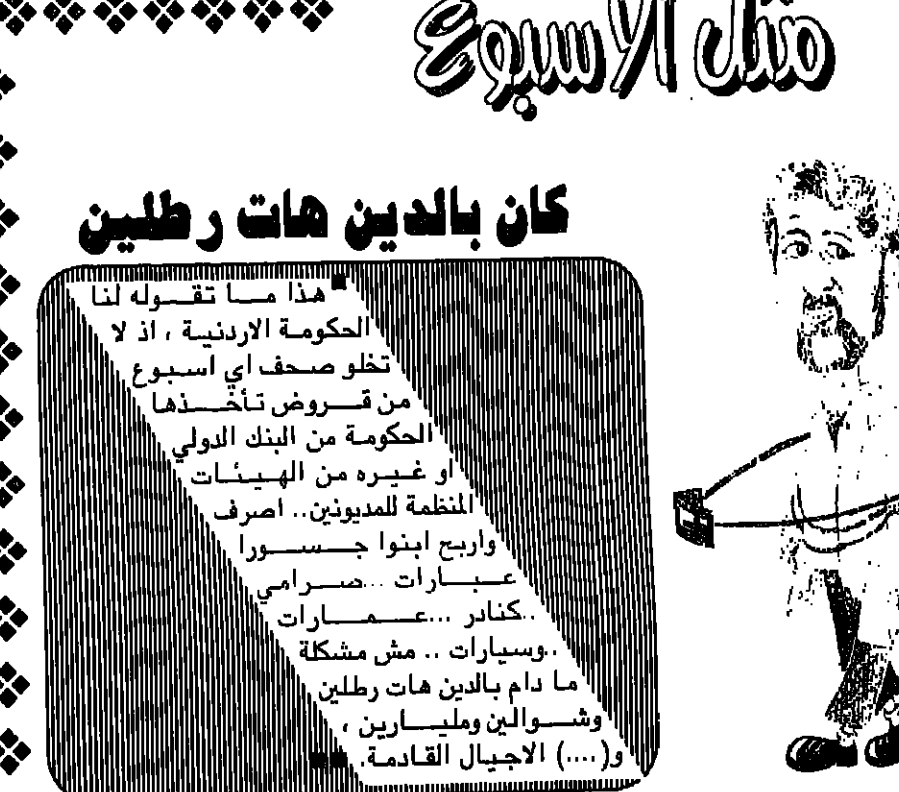 مثل الاسبوع
كان بالدين هات رطلين
هذا ما تقوله لنا
الحكومة الاردنية ، اذ لا
تخلو صحف اي اسبوع
من قروض تأخذها
الحكومة من البنك الدولي
او غيره من الهيئات
المنظمة للمديونين.. اصرف
واربح ابنوا جسورا
عبارات ...صرامي
..كنادر ...عمارات
..وسيارات .. مش مشكلة
ما دام بالدين هات رطلين
وشوالين ومليارين ،
و(....) الاجيال القادمة.